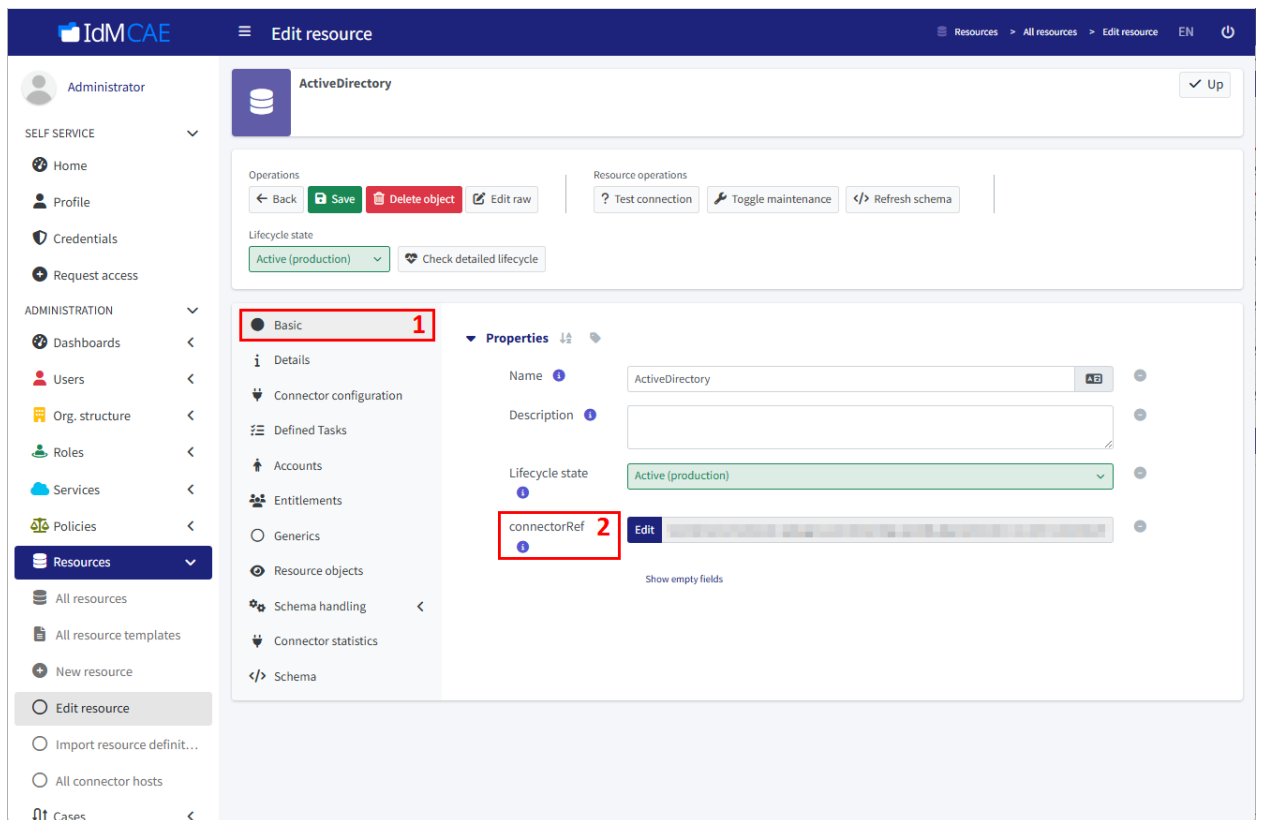 IdMCAE
Edit resource
Resources > All resources > Edit resource
EN
Administrator
SELF SERVICE
Home
Profile
Credentials
Request access
ADMINISTRATION
Dashboards
Users
Org. structure
Roles
Services
Policies
Resources
All resources
All resource templates
New resource
Edit resource
Import resource definit...
All connector hosts
Cases
ActiveDirectory
Up
Operations
Back
Save
Delete object
Edit raw
Resource operations
? Test connection
Toggle maintenance
</> Refresh schema
Lifecycle state
Active (production)
Check detailed lifecycle
Basic 1
Details
Connector configuration
Defined Tasks
Accounts
Entitlements
Generics
Resource objects
Schema handling
Connector statistics
</> Schema
Properties
Name
ActiveDirectory
Description
Lifecycle state
Active (production)
connectorRef 2
Edit
Show empty fields